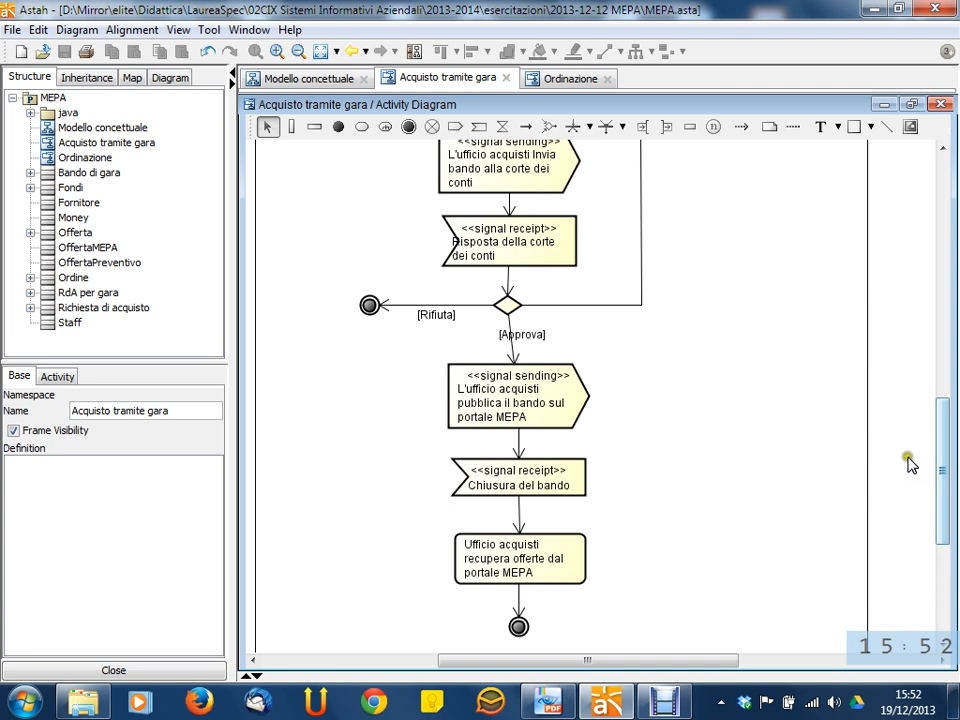 Astah - [D:\Mirror\elite\Didattica\LaureaSpec\02CIX Sistemi Informativi Aziendali\2013-2014\esercitazioni\2013-12-12 MEPA\MEPA.asta]
File Edit Diagram Alignment View Tool Window Help
3
Structure Inheritance Map Diagram
MEPA
java
Modello concettuale
Acquisto tramite gara
Ordinazione
Bando di gara
Fondi
Fornitore
Money
Offerta
OffertaMEPA
OffertaPreventivo
Ordine
RdA per gara
Richiesta di acquisto
Staff
Base Activity
Namespace
Name Acquisto tramite gara
Frame Visibility
Definition
Close
Modello concettuale Acquisto tramite gara Ordinazione
Acquisto tramite gara / Activity Diagram
T
<<signal sending>>
L'ufficio acquisti Invia
bando alla corte dei
conti
<<signal receipt>>
Risposta della corte
dei conti
[Rifiuta]
[Approva]
<<signal sending>>
L'ufficio acquisti
pubblica il bando sul
portale MEPA
<<signal receipt>>
Chiusura del bando
Ufficio acquisti
recupera offerte dal
portale MEPA
15:52
PDF
15:52
19/12/2013